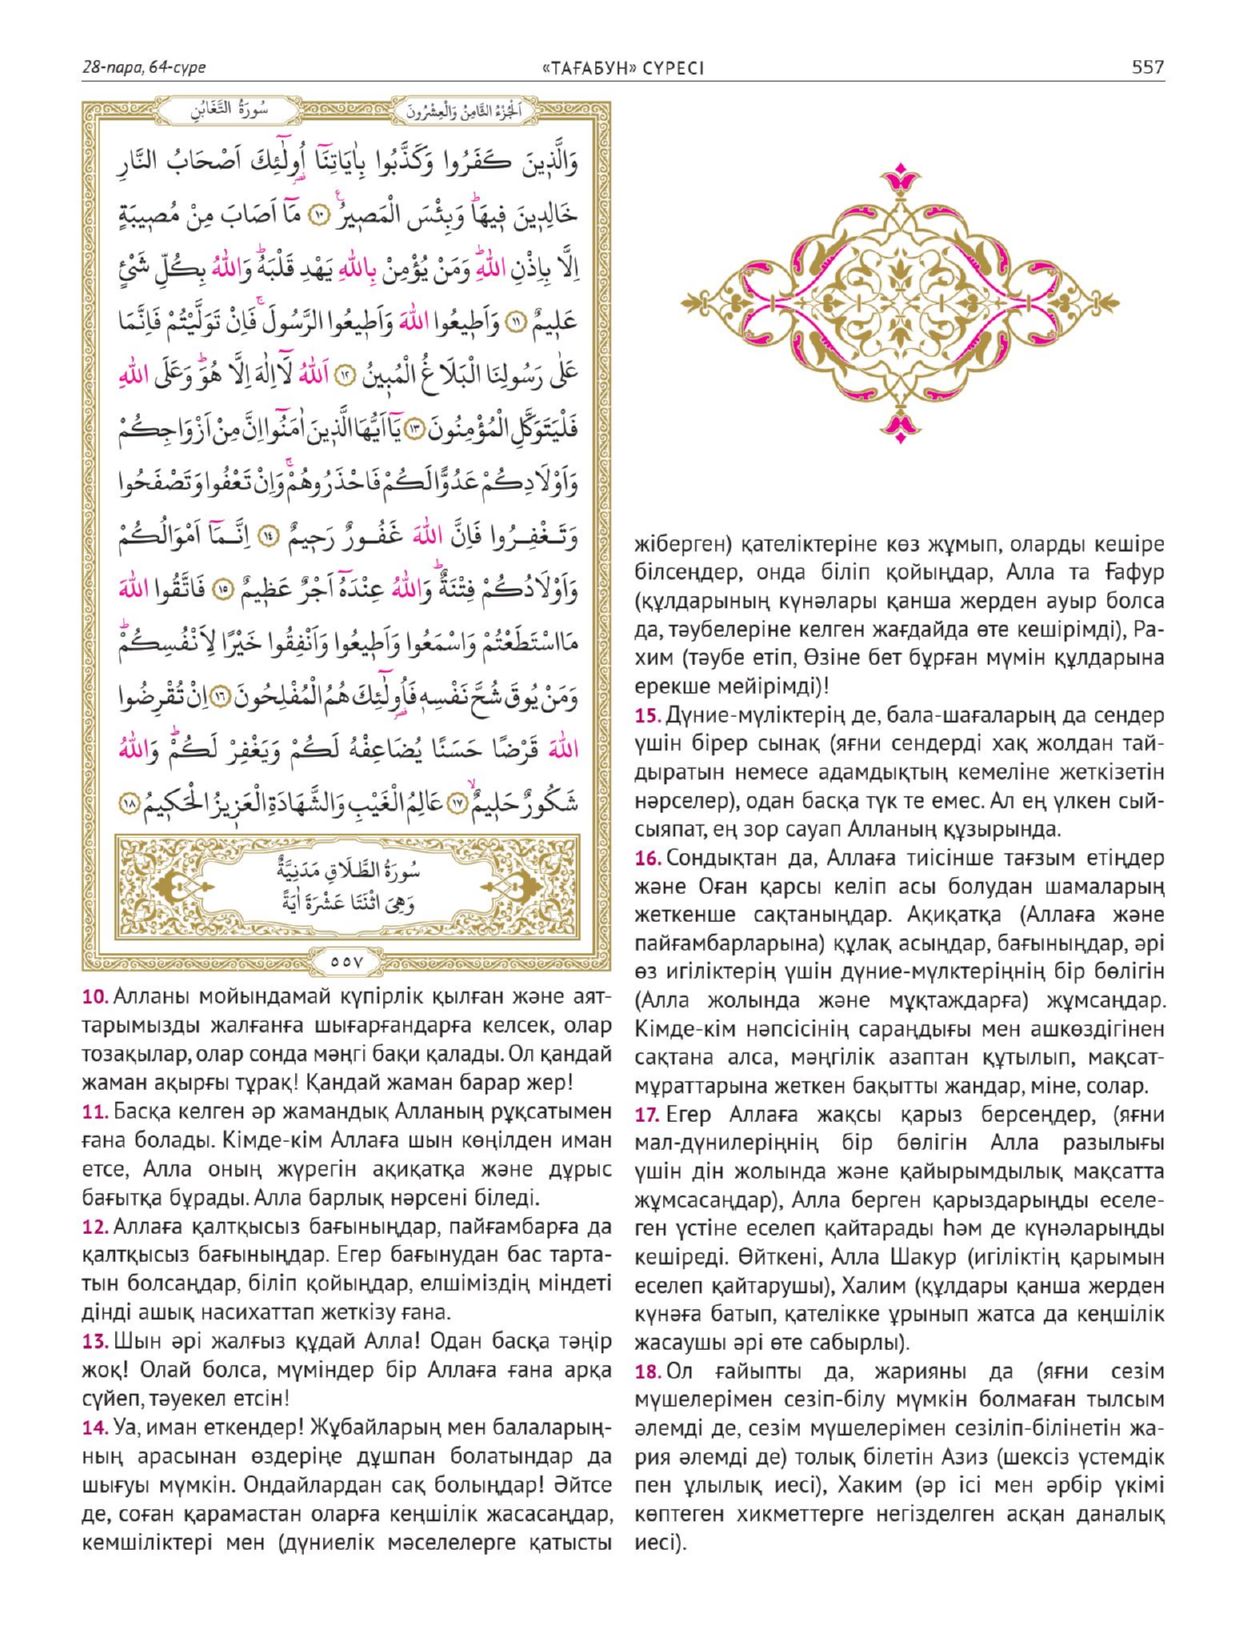 28-пара, 64-сүре
«ТАҒАБУН» СҮРЕСІ
557
سُورَةُ التَّغَابُنِ
اَلْجُزْءُ الثَّامِنُ وَالْعِشْرُونَ
وَالَّذ۪ينَ كَفَرُوا وَكَذَّبُوا بِاٰيَاتِنَٓا اُو۬لٰٓئِكَ اَصْحَابُ النَّارِ
خَالِد۪ينَ ف۪يهَاۜ وَبِئْسَ الْمَص۪يرُ۟ ﴿١٠﴾ مَٓا اَصَابَ مِنْ مُص۪يبَةٍ
اِلَّا بِاِذْنِ اللّٰهِۜ وَمَنْ يُؤْمِنْ بِاللّٰهِ يَهْدِ قَلْبَهُۜ وَاللّٰهُ بِكُلِّ شَيْءٍ
عَل۪يمٌ ﴿١١﴾ وَاَط۪يعُوا اللّٰهَ وَاَط۪يعُوا الرَّسُولَۚ فَاِنْ تَوَلَّيْتُمْ فَاِنَّمَا
عَلٰى رَسُولِنَا الْبَلَاغُ الْمُب۪ينُ ﴿١٢﴾ اَللّٰهُ لَٓا اِلٰهَ اِلَّا هُوَۜ وَعَلَى اللّٰهِ
فَلْيَتَوَكَّلِ الْمُؤْمِنُونَ ﴿١٣﴾ يَٓا اَيُّهَا الَّذ۪ينَ اٰمَنُٓوا اِنَّ مِنْ اَزْوَاجِكُمْ
وَاَوْلَادِكُمْ عَدُوًّا لَكُمْ فَاحْذَرُوهُمْۚ وَاِنْ تَعْفُوا وَتَصْفَحُوا
وَتَغْفِرُوا فَاِنَّ اللّٰهَ غَفُورٌ رَح۪يمٌ ﴿١٤﴾ اِنَّمَٓا اَمْوَالُكُمْ
وَاَوْلَادُكُمْ فِتْنَةٌۜ وَاللّٰهُ عِنْدَهُٓ اَجْرٌ عَظ۪يمٌ ﴿١٥﴾ فَاتَّقُوا اللّٰهَ
مَا اسْتَطَعْتُمْ وَاسْمَعُوا وَاَط۪يعُوا وَاَنْفِقُوا خَيْرًا لِاَنْفُسِكُمْۜ
وَمَنْ يُوقَ شُحَّ نَفْسِه۪ فَاُو۬لٰٓئِكَ هُمُ الْمُفْلِحُونَ ﴿١٦﴾ اِنْ تُقْرِضُوا
اللّٰهَ قَرْضًا حَسَنًا يُضَاعِفْهُ لَكُمْ وَيَغْفِرْ لَكُمْۜ وَاللّٰهُ
شَكُورٌ حَل۪يمٌۙ ﴿١٧﴾ عَالِمُ الْغَيْبِ وَالشَّهَادَةِ الْعَز۪يزُ الْحَك۪يمُ ﴿١٨﴾
سُورَةُ الطَّلَاقِ مَدَنِيَّةٌ
وَهِيَ اثْنَتَا عَشْرَةَ اٰيَةً
٥٥٧
10. Алланы мойындамай күпірлік қылған және аят-
тарымызды жалғанға шығарғандарға келсек, олар
тозақылар, олар сонда мәңгі бақи қалады. Ол қандай
жаман ақырғы тұрақ! Қандай жаман барар жер!
11. Басқа келген әр жамандық Алланың рұқсатымен
ғана болады. Кімде-кім Аллаға шын көңілден иман
етсе, Алла оның жүрегін ақиқатқа және дұрыс
бағытқа бұрады. Алла барлық нәрсені біледі.
12. Аллаға қалтқысыз бағыныңдар, пайғамбарға да
қалтқысыз бағыныңдар. Егер бағынудан бас тарта-
тын болсаңдар, біліп қойыңдар, елшіміздің міндеті
дінді ашық насихаттап жеткізу ғана.
13. Шын әрі жалғыз құдай Алла! Одан басқа тәңір
жоқ! Олай болса, мүміндер бір Аллаға ғана арқа
сүйеп, тәуекел етсін!
14. Уа, иман еткендер! Жұбайларың мен балаларың-
ның арасынан өздеріңе дұшпан болатындар да
шығуы мүмкін. Ондайлардан сақ болыңдар! Әйтсе
де, соған қарамастан оларға кеңшілік жасасаңдар,
кемшіліктері мен (дүниелік мәселелерге қатысты
жіберген) қателіктеріне көз жұмып, оларды кешіре
білсеңдер, онда біліп қойыңдар, Алла та Ғафур
(құлдарының күнәлары қанша жерден ауыр болса
да, тәубелеріне келген жағдайда өте кешірімді), Ра-
хим (тәубе етіп, Өзіне бет бұрған мүмін құлдарына
ерекше мейірімді)!
15. Дүние-мүліктерің де, бала-шағаларың да сендер
үшін бірер сынақ (яғни сендерді хақ жолдан тай-
дыратын немесе адамдықтың кемеліне жеткізетін
нәрселер), одан басқа түк те емес. Ал ең үлкен сый-
сыяпат, ең зор сауап Алланың құзырында.
16. Сондықтан да, Аллаға тиісінше тағзым етіңдер
және Оған қарсы келіп асы болудан шамаларың
жеткенше сақтаныңдар. Ақиқатқа (Аллаға және
пайғамбарларына) құлақ асыңдар, бағыныңдар, әрі
өз игіліктерің үшін дүние-мүлктеріңнің бір бөлігін
(Алла жолында және мұқтаждарға) жұмсаңдар.
Кімде-кім нәпсісінің сараңдығы мен ашкөздігінен
сақтана алса, мәңгілік азаптан құтылып, мақсат-
мұраттарына жеткен бақытты жандар, міне, солар.
17. Егер Аллаға жақсы қарыз берсеңдер, (яғни
мал-дүнилеріңнің бір бөлігін Алла разылығы
үшін дін жолында және қайырымдылық мақсатта
жұмсасаңдар), Алла берген қарыздарыңды еселе-
ген үстіне еселеп қайтарады һәм де күнәларыңды
кешіреді. Өйткені, Алла Шакур (игіліктің қарымын
еселеп қайтарушы), Халим (құлдары қанша жерден
күнәға батып, қателікке ұрынып жатса да кеңшілік
жасаушы әрі өте сабырлы).
18. Ол ғайыпты да, жарияны да (яғни сезім
мүшелерімен сезіп-білу мүмкін болмаған тылсым
әлемді де, сезім мүшелерімен сезіліп-білінетін жа-
рия әлемді де) толық білетін Азиз (шексіз үстемдік
пен ұлылық иесі), Хаким (әр ісі мен әрбір үкімі
көптеген хикметтерге негізделген асқан даналық
иесі).